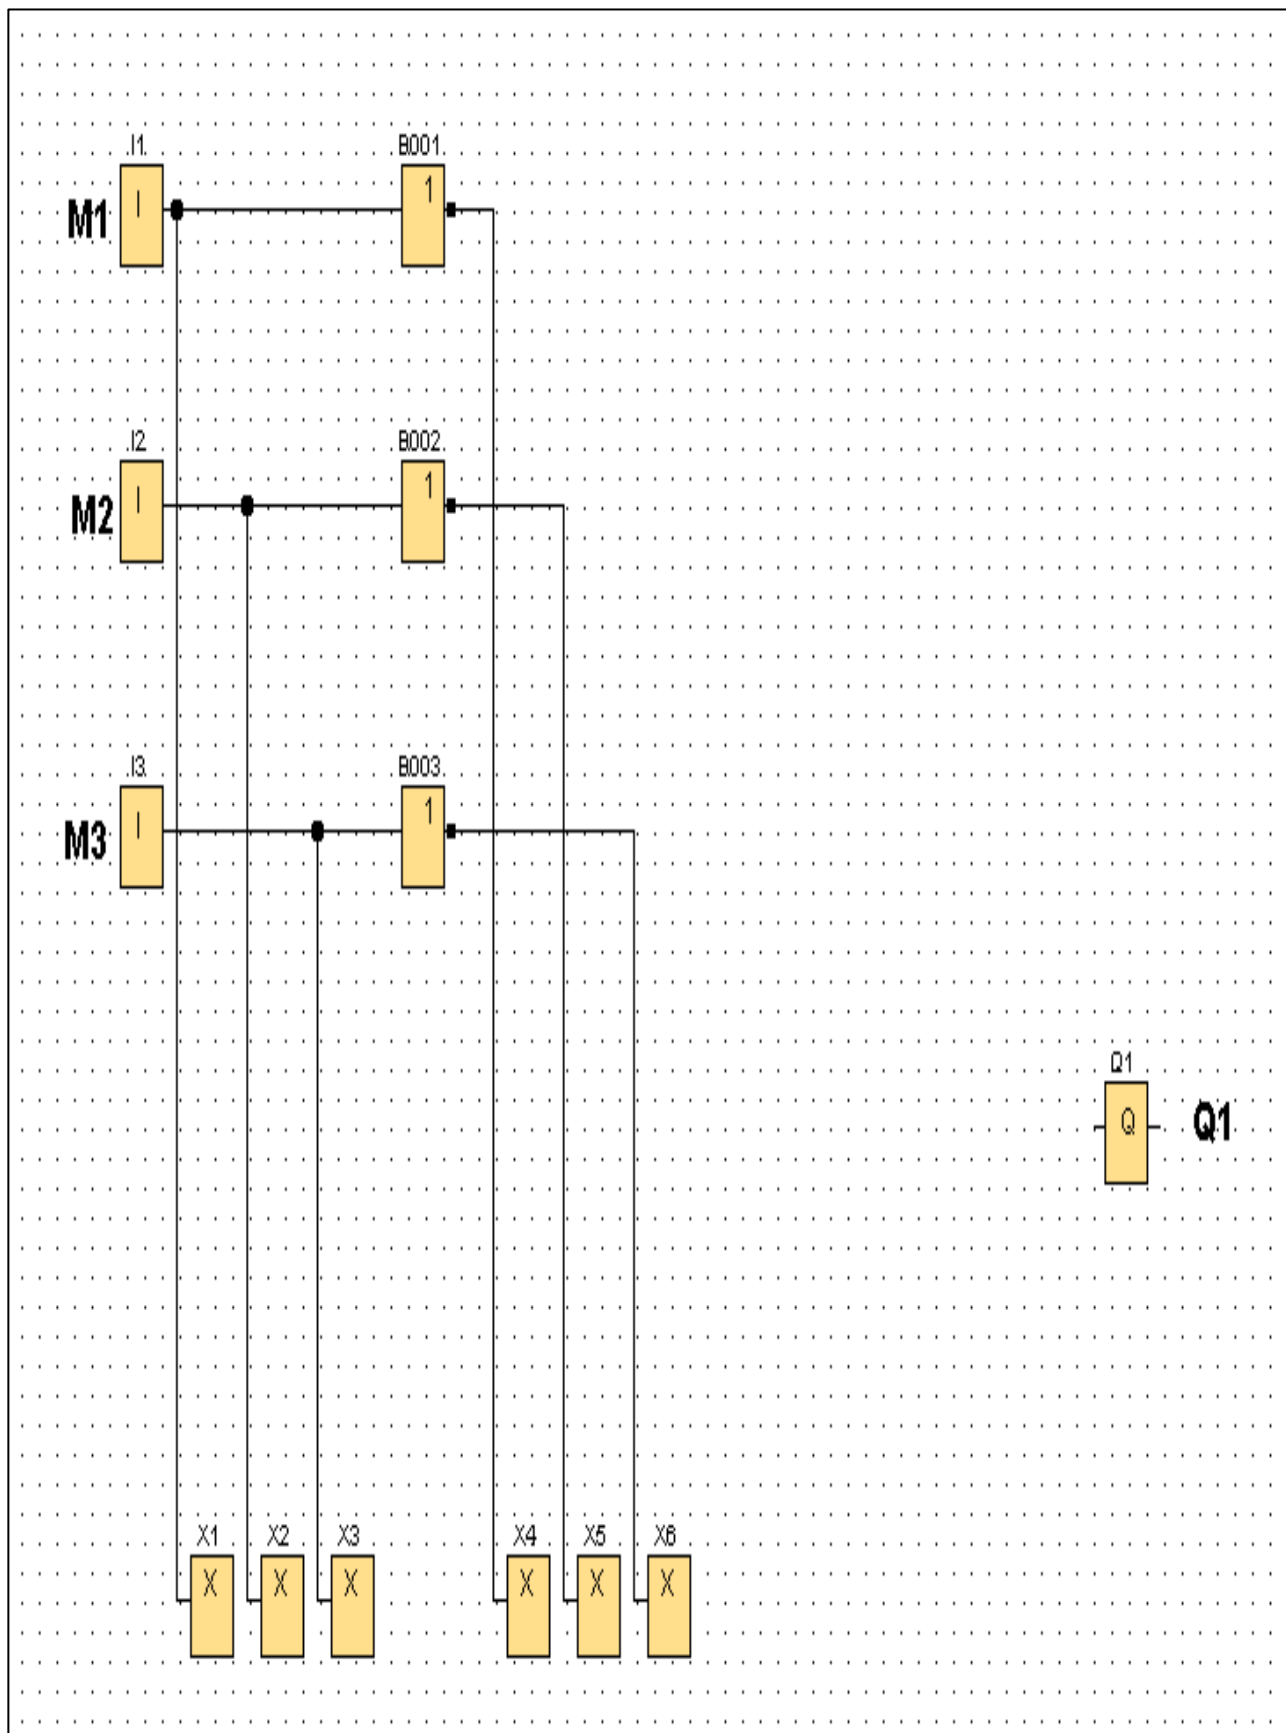 I1
B001
M1
I
1
I2
B002
M2
I
1
I3
B003
M3
I
1
Q1
Q
Q1
X1 X2 X3 X4 X5 X6
X X X X X X